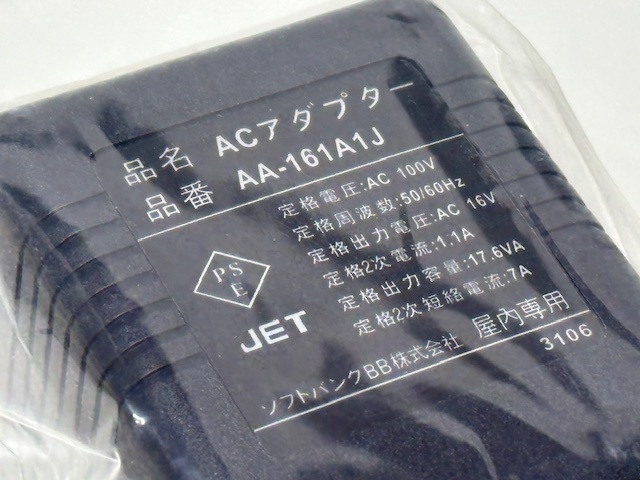 品名 ACアダプター
品番 AA-161A1J
定格電圧:AC 100V
定格周波数:50/60Hz
定格出力電圧:AC 16V
定格2次電流:1.1A
定格出力容量:17.6VA
定格2次短絡電流:7A
PS
E
JET
ソフトバンクBB株式会社 屋内専用
3106